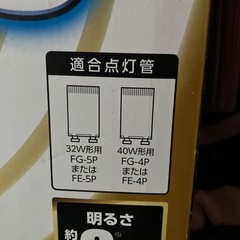 適合点灯管
32W形用 40W形用
FG-5P FG-4P
または または
FE-5P FE-4P
明るさ
約